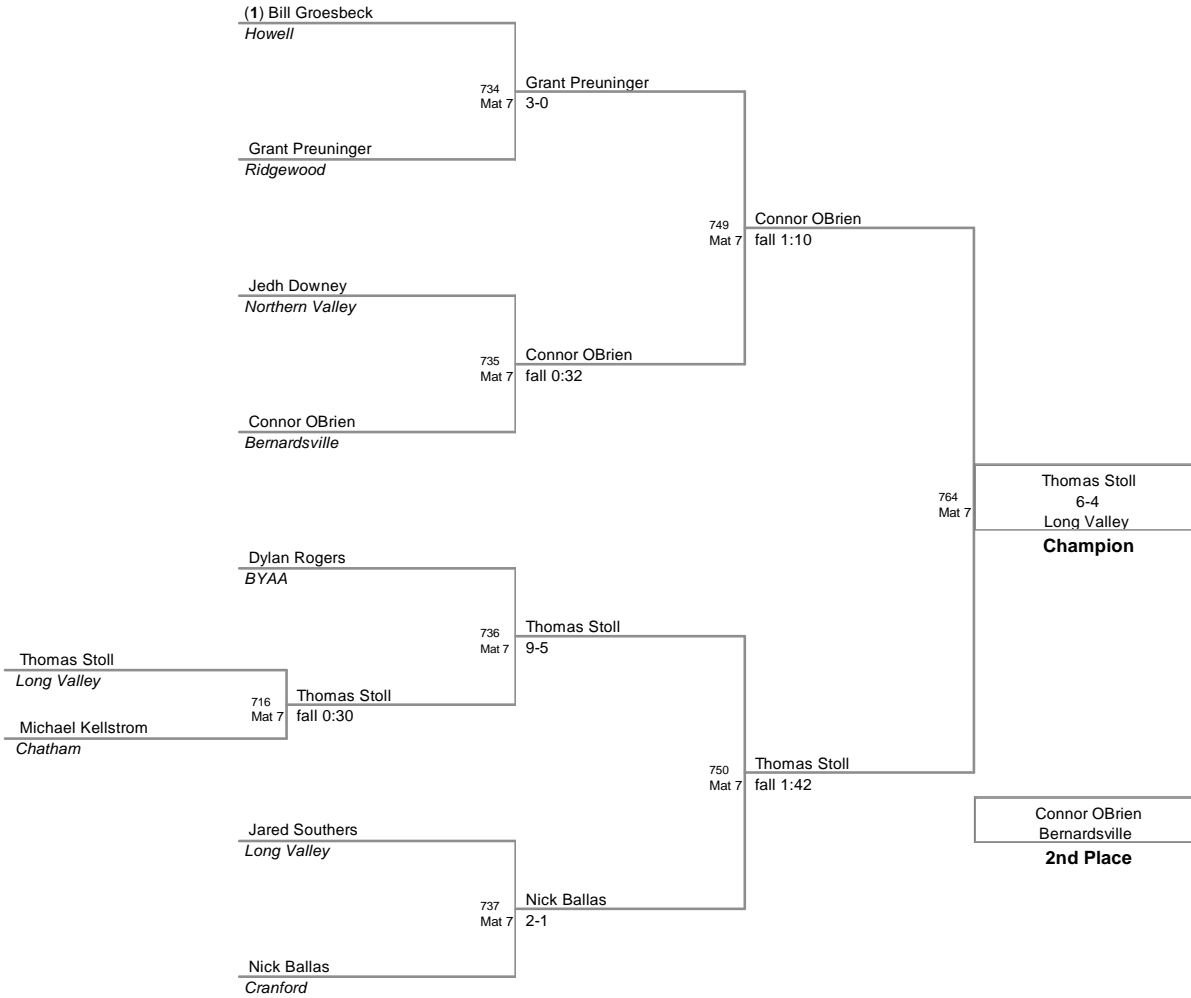 (1) Bill Groesbeck
Howell
734
Mat 7
Grant Preuninger
3-0
Grant Preuninger
Ridgewood
749
Mat 7
Connor OBrien
fall 1:10
Jedh Downey
Northern Valley
735
Mat 7
Connor OBrien
fall 0:32
Connor OBrien
Bernardsville
764
Mat 7
Thomas Stoll
6-4
Long Valley
Champion
Dylan Rogers
BYAA
736
Mat 7
Thomas Stoll
9-5
Thomas Stoll
Long Valley
716
Mat 7
Thomas Stoll
fall 0:30
Michael Kellstrom
Chatham
750
Mat 7
Thomas Stoll
fall 1:42
Connor OBrien
Bernardsville
2nd Place
Jared Southers
Long Valley
737
Mat 7
Nick Ballas
2-1
Nick Ballas
Cranford